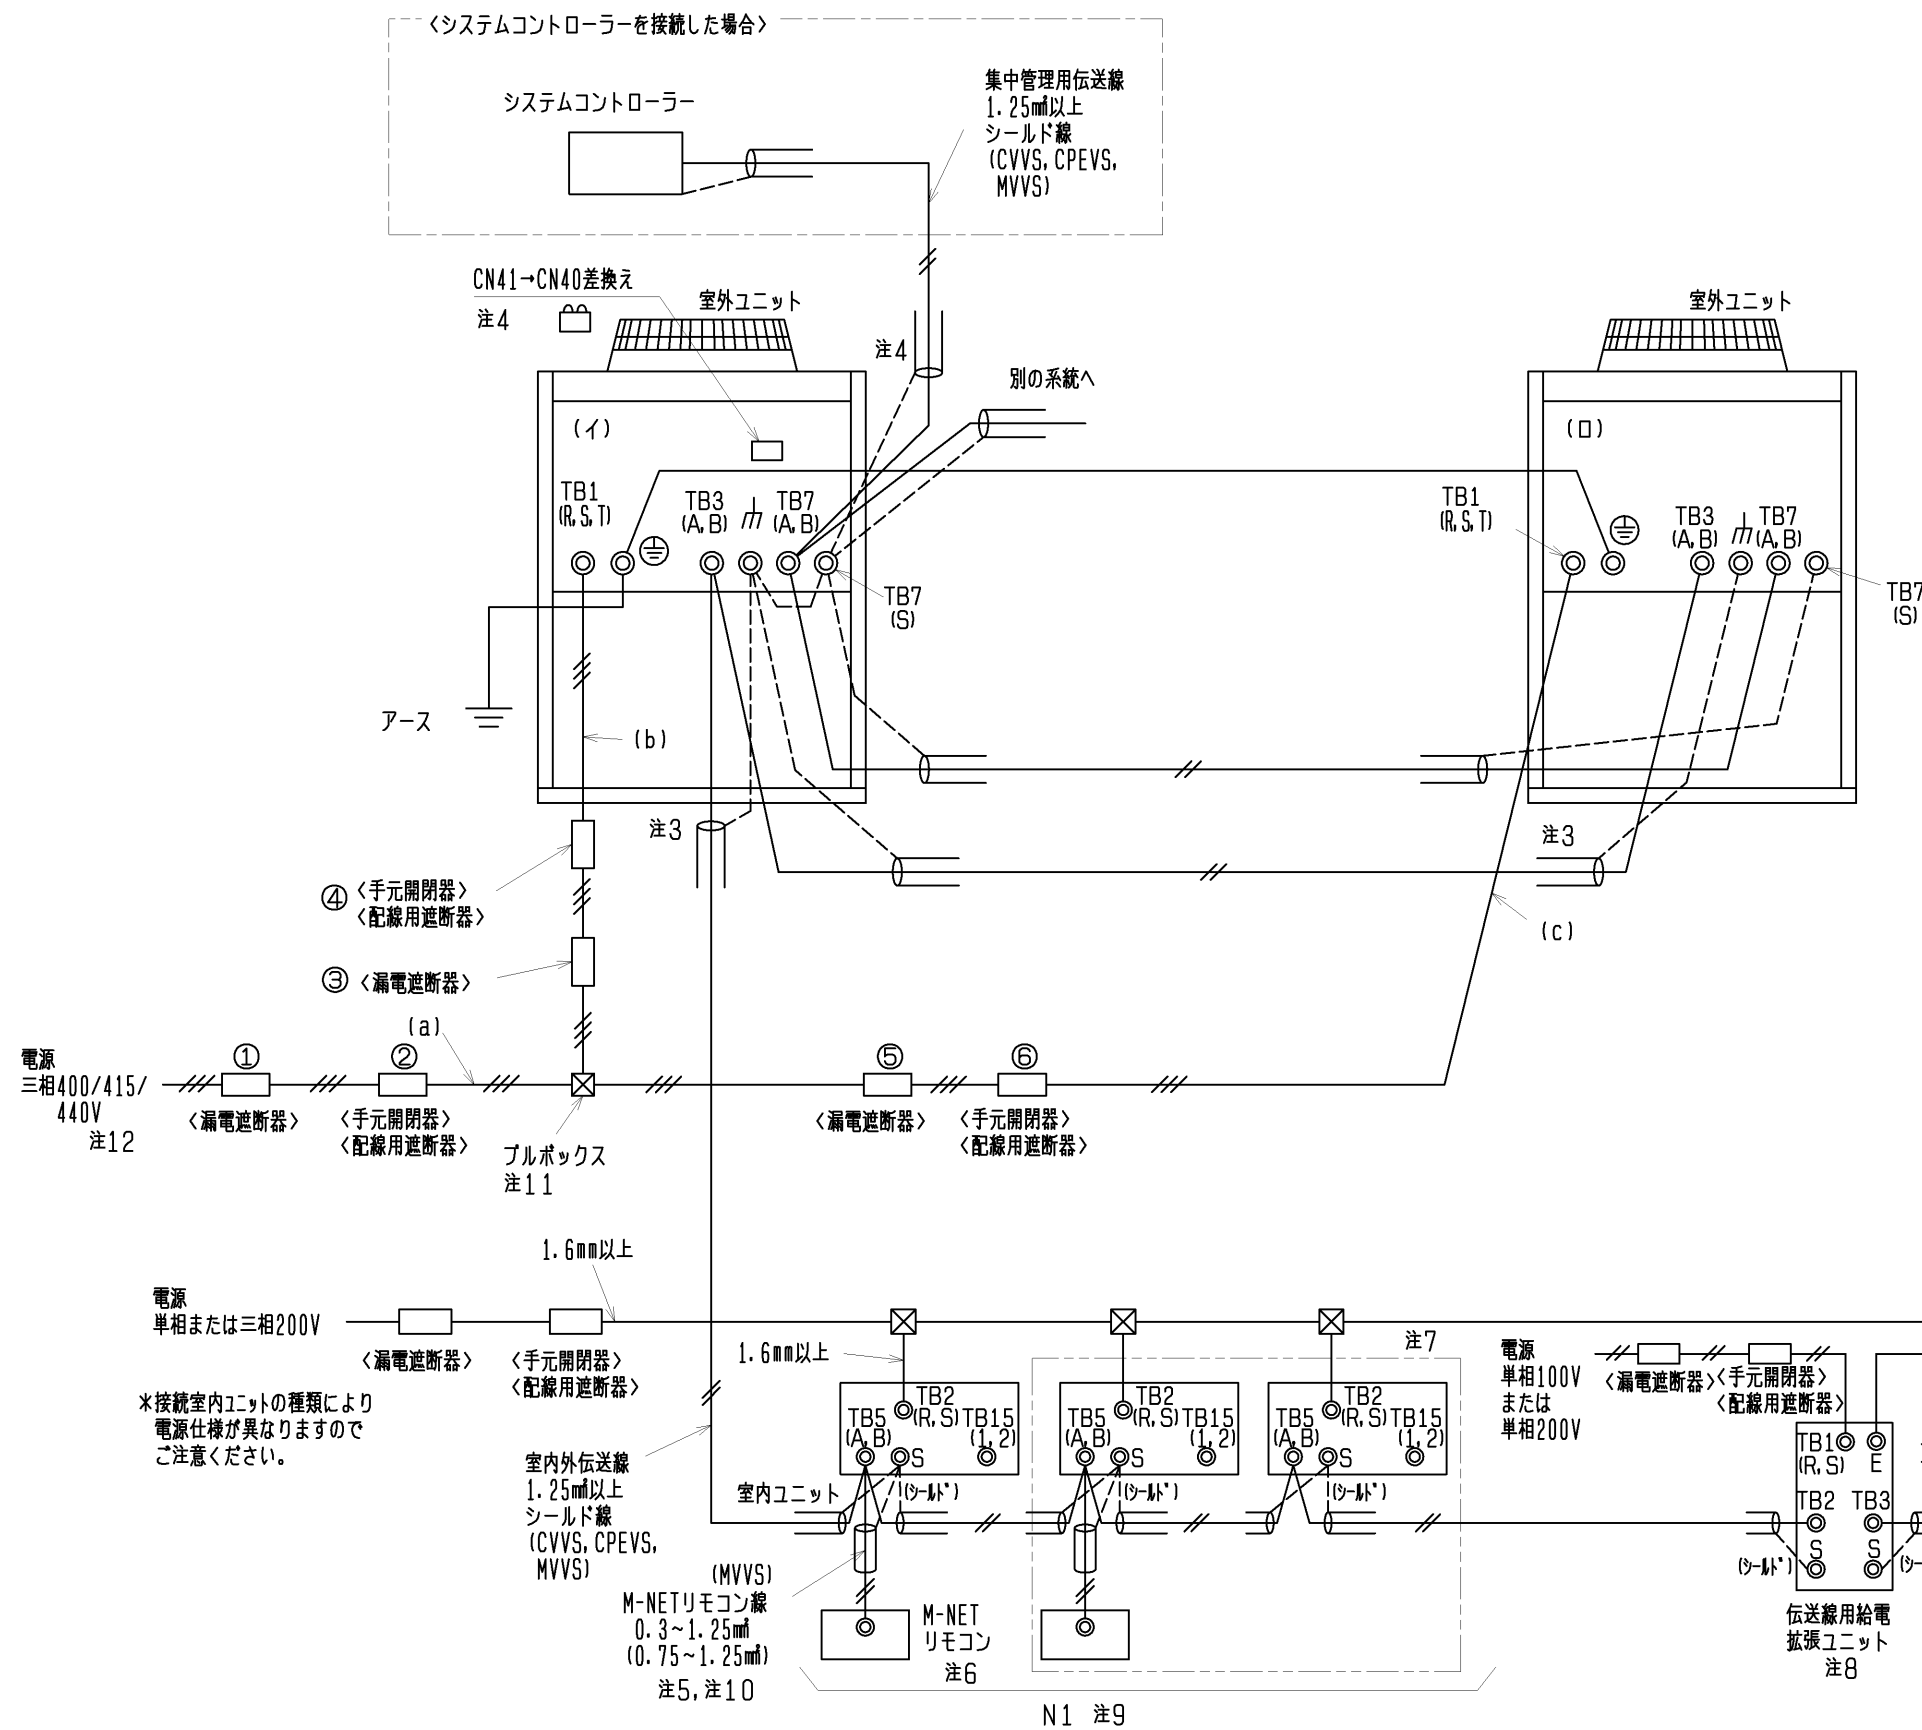 〈システムコントローラーを接続した場合〉
システムコントローラー
集中管理用伝送線
1.25㎟以上
シールド線
(CVVS, CPEVS,
MVVS)
CN41→CN40差換え
注4
室外ユニット
注4
別の系統へ
室外ユニット
(イ)
(ロ)
TB1
(R,S,T)
TB3
(A,B)
TB7
(A,B)
TB7
(S)
TB1
(R,S,T)
TB3
(A,B)
TB7
(A,B)
TB7
(S)
アース
(b)
注3
注3
④ 〈手元開閉器〉
〈配線用遮断器〉
(c)
③ 〈漏電遮断器〉
(a)
電源
三相400/415/
440V
注12
①
〈漏電遮断器〉
②
〈手元開閉器〉
〈配線用遮断器〉
プルボックス
注11
⑤
〈漏電遮断器〉
⑥
〈手元開閉器〉
〈配線用遮断器〉
1.6mm以上
電源
単相または三相200V
〈漏電遮断器〉
〈手元開閉器〉
〈配線用遮断器〉
＊接続室内ユニットの種類により
電源仕様が異なりますので
ご注意ください。
1.6mm以上
注7
TB2
(R,S)
TB5
(A,B)
TB15
(1,2)
S
TB2
(R,S)
TB5
(A,B)
TB15
(1,2)
S
TB2
(R,S)
TB5
(A,B)
TB15
(1,2)
S
室内ユニット
(シールド)
(シールド)
(シールド)
室内外伝送線
1.25㎟以上
シールド線
(CVVS, CPEVS,
MVVS)
(MVVS)
M-NETリモコン線
0.3~1.25㎟
(0.75~1.25㎟)
注5,注10
M-NET
リモコン
注6
N1 注9
電源
単相100V
または
単相200V
〈漏電遮断器〉
〈手元開閉器〉
〈配線用遮断器〉
TB1
(R,S)
E
TB2
TB3
S
S
(シールド)
伝送線用給電
拡張ユニット
注8